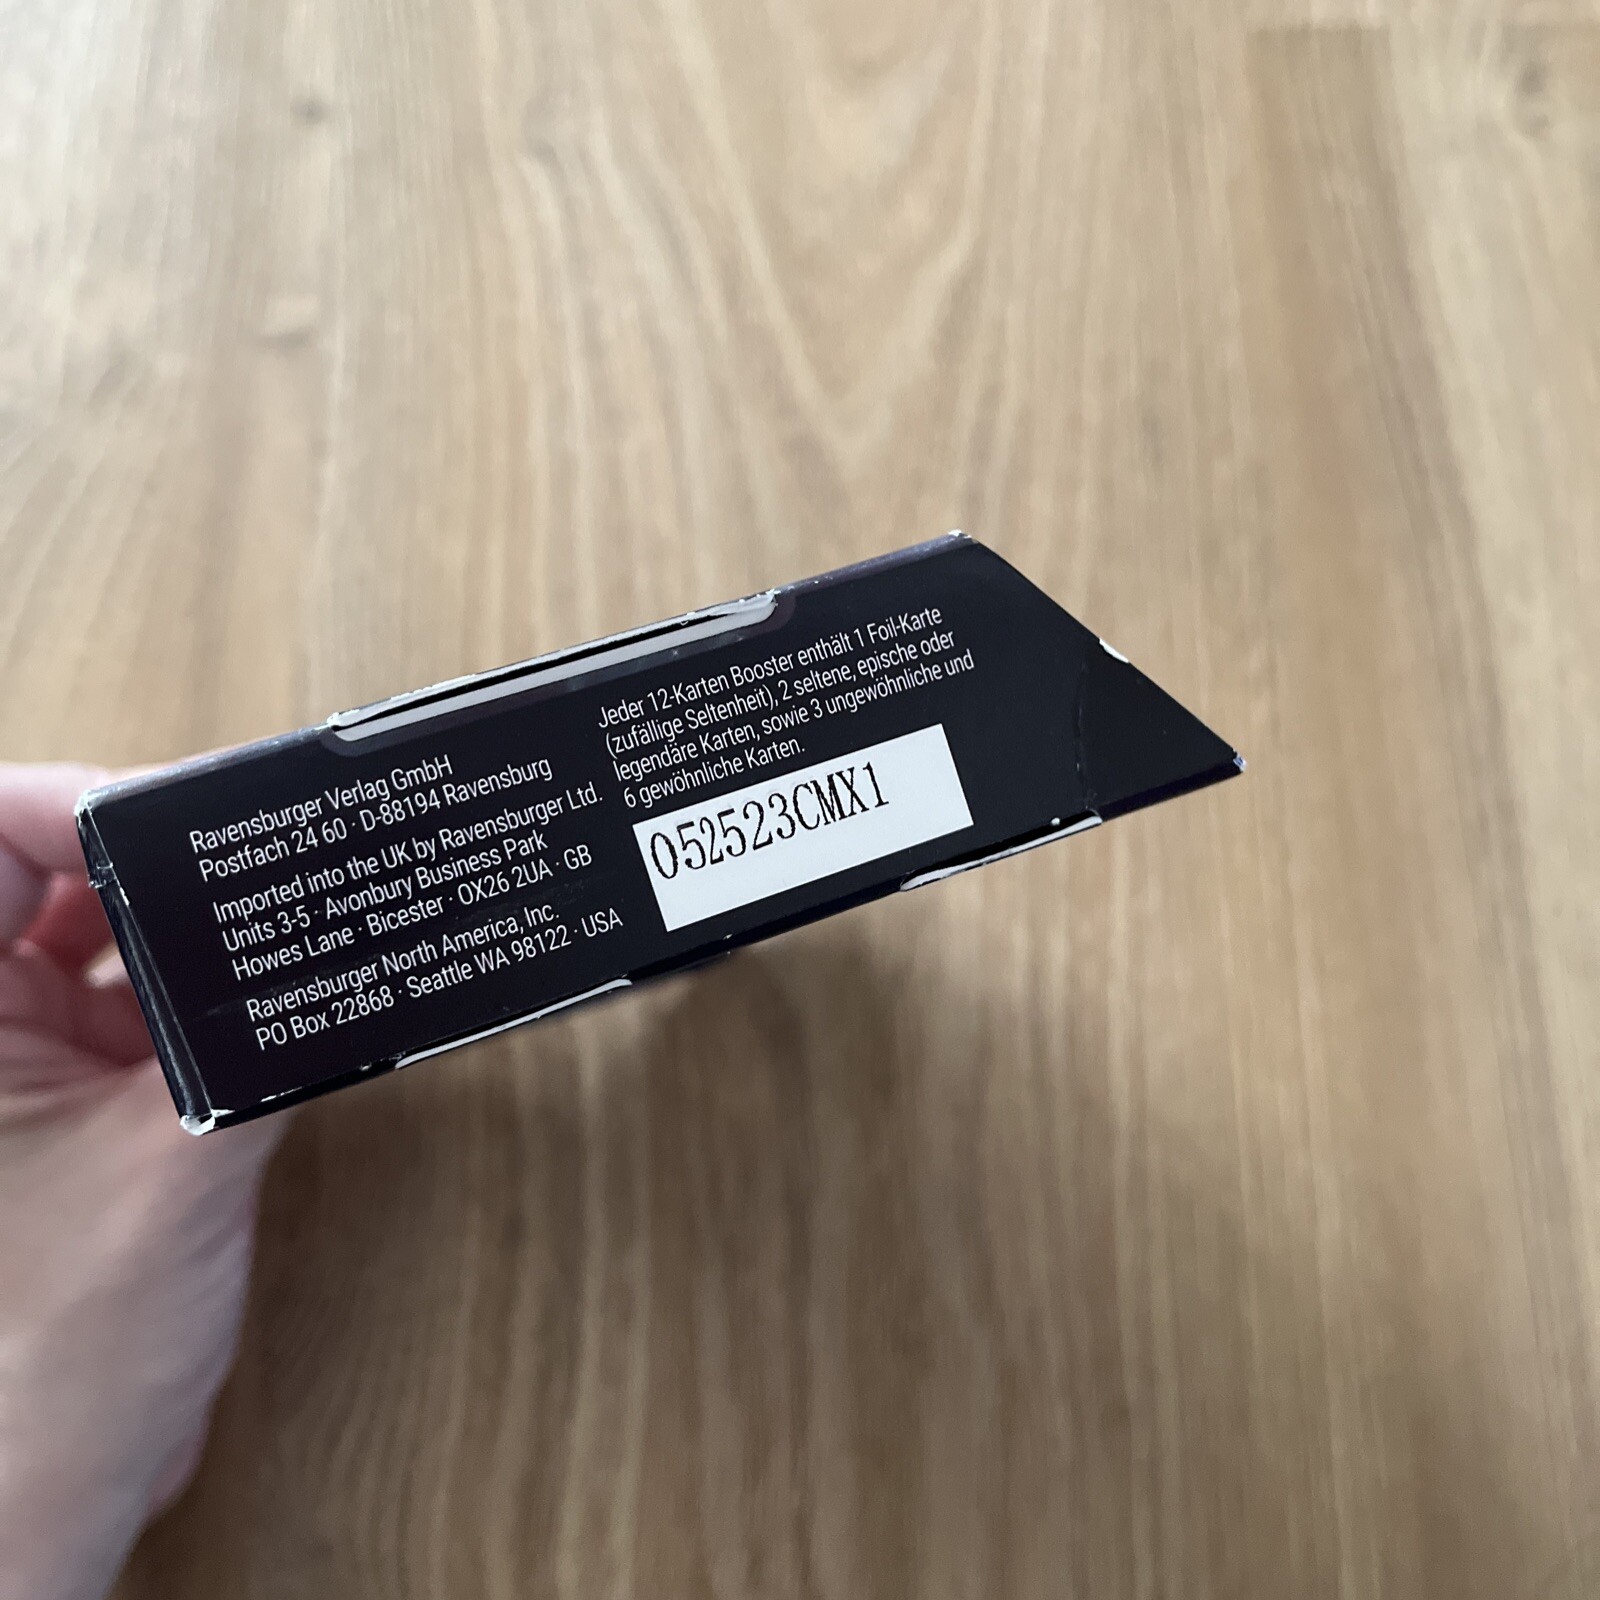 Ravensburger Verlag GmbH
Postfach 24 60 · D-88194 Ravensburg
Imported into the UK by Ravensburger Ltd.
Units 3-5 · Avonbury Business Park
Howes Lane · Bicester · OX26 2UA · GB
Ravensburger North America, Inc.
PO Box 22868 · Seattle WA 98122 · USA
Jeder 12-Karten Booster enthält 1 Foil-Karte
(zufällige Seltenheit), 2 seltene, epische oder
legendäre Karten, sowie 3 ungewöhnliche und
6 gewöhnliche Karten.
052523CMX1